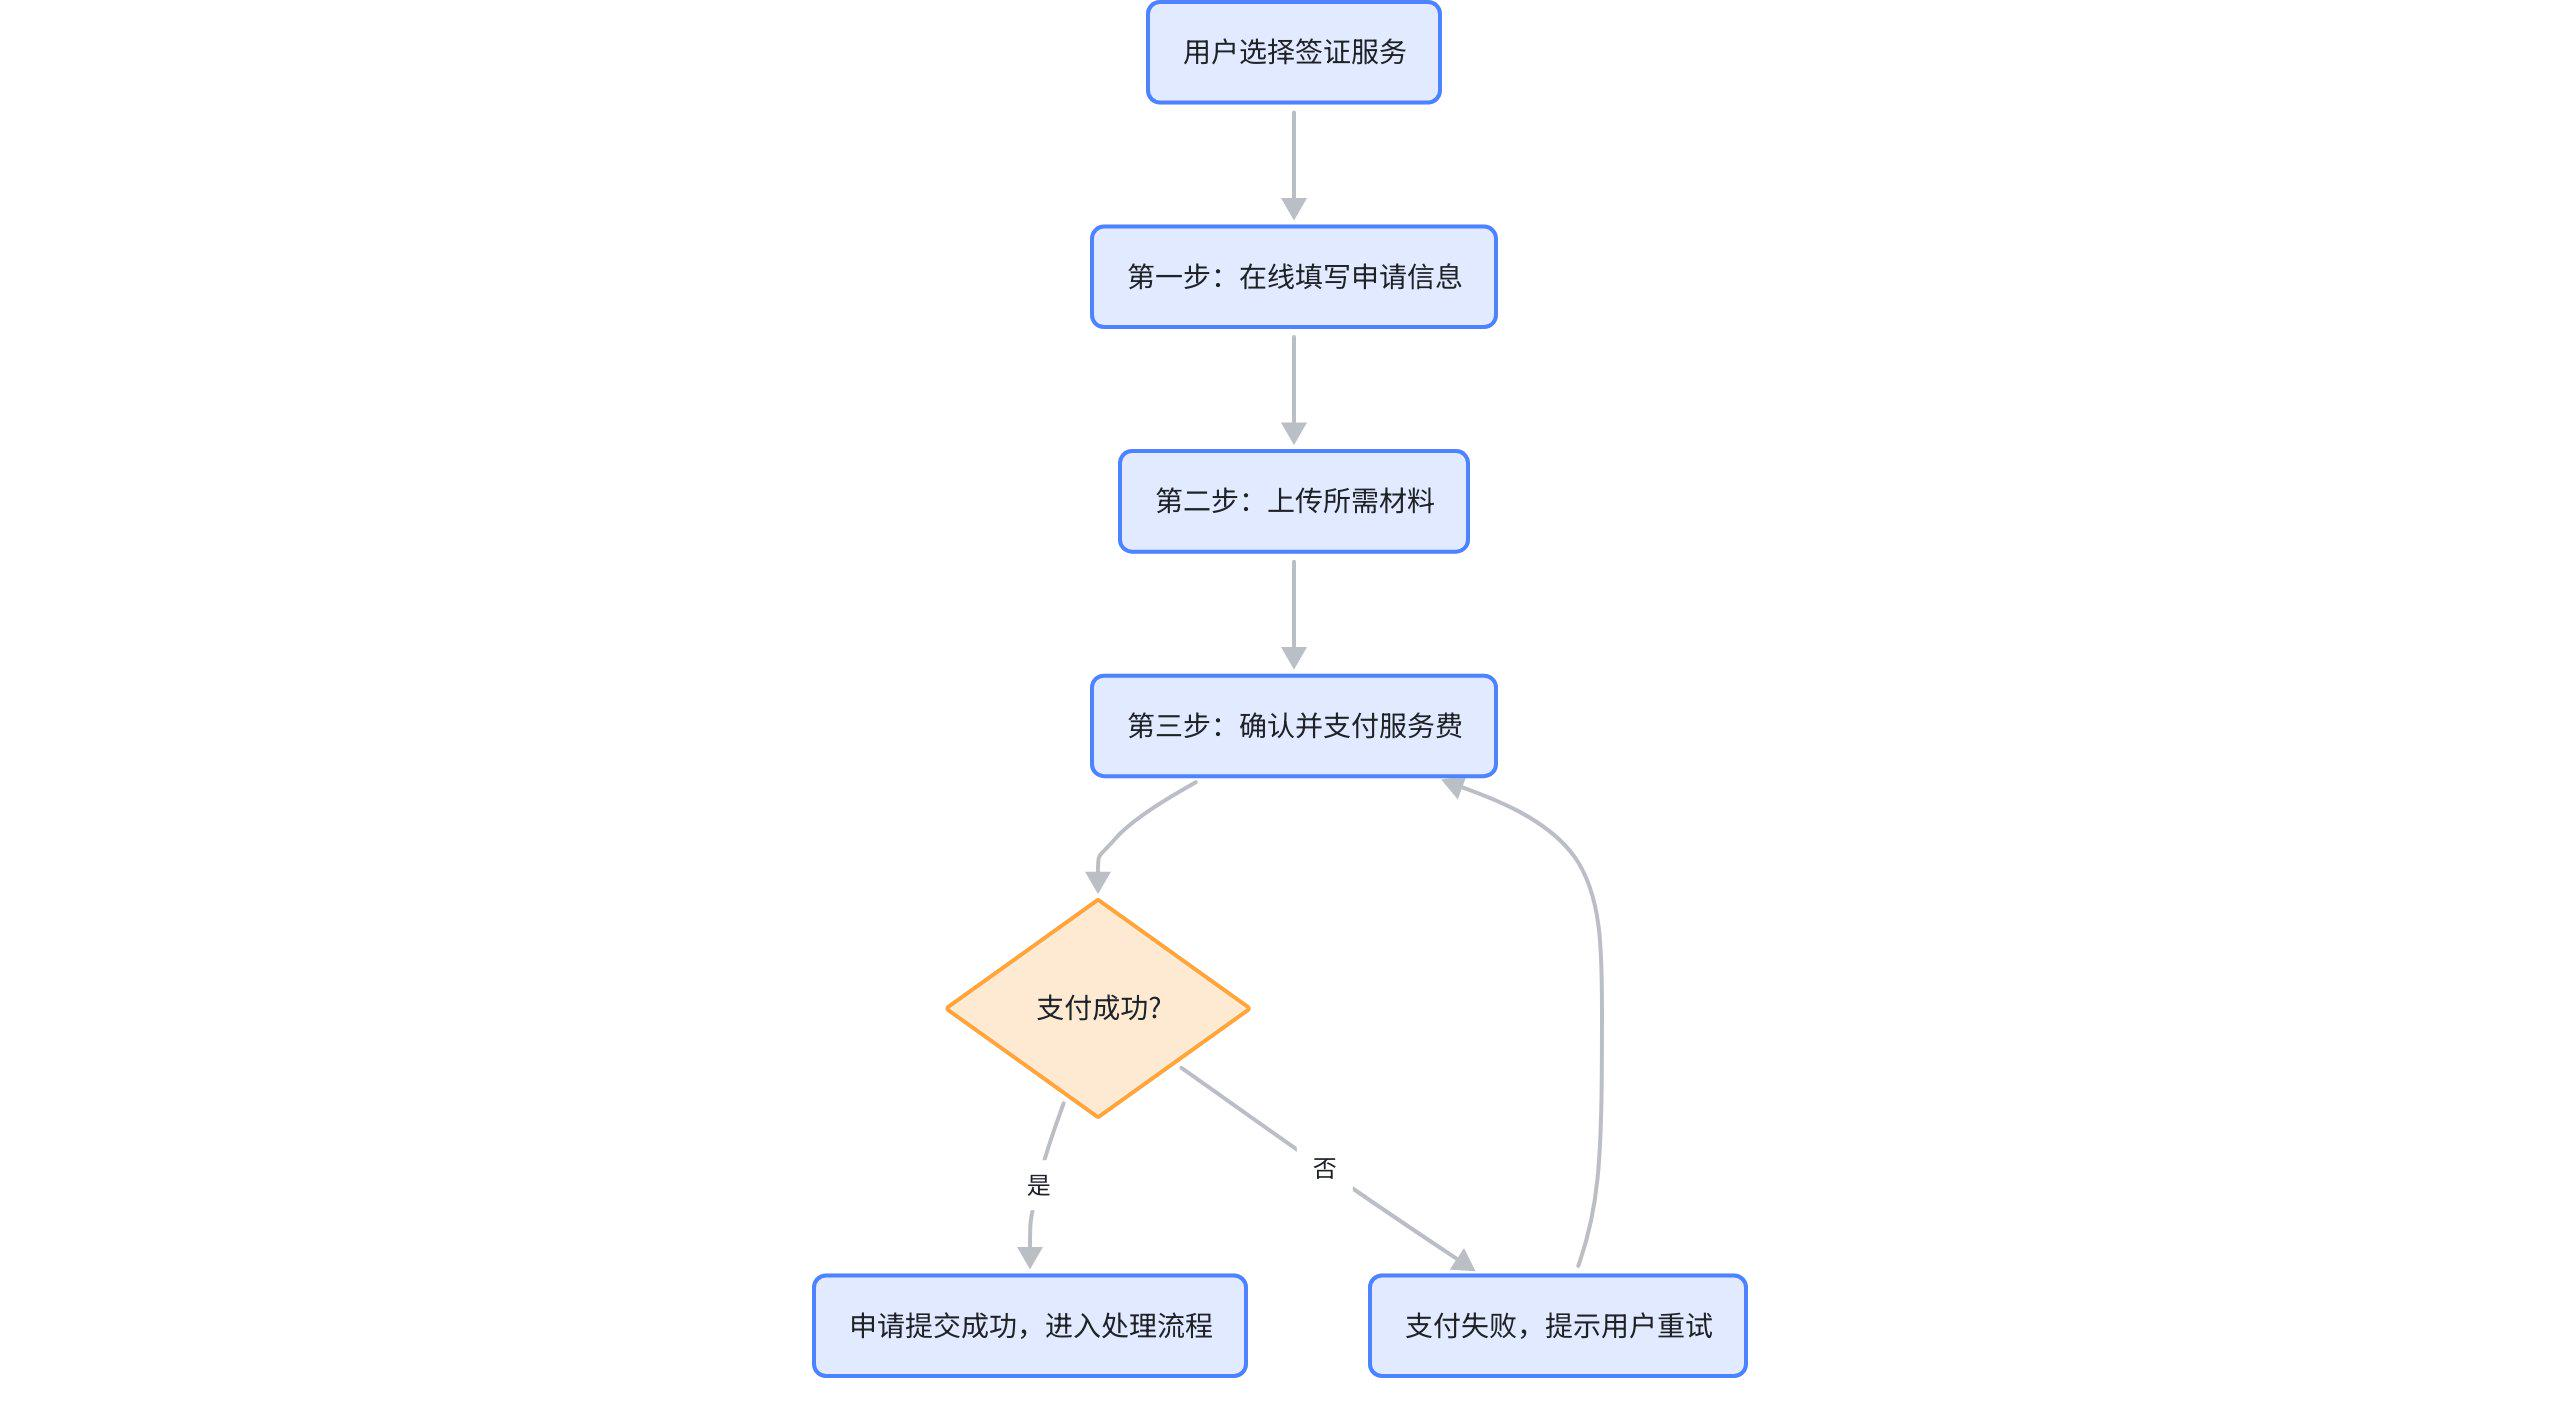 用户选择签证服务
第一步：在线填写申请信息
第二步：上传所需材料
第三步：确认并支付服务费
支付成功?
是
否
申请提交成功，进入处理流程
支付失败，提示用户重试